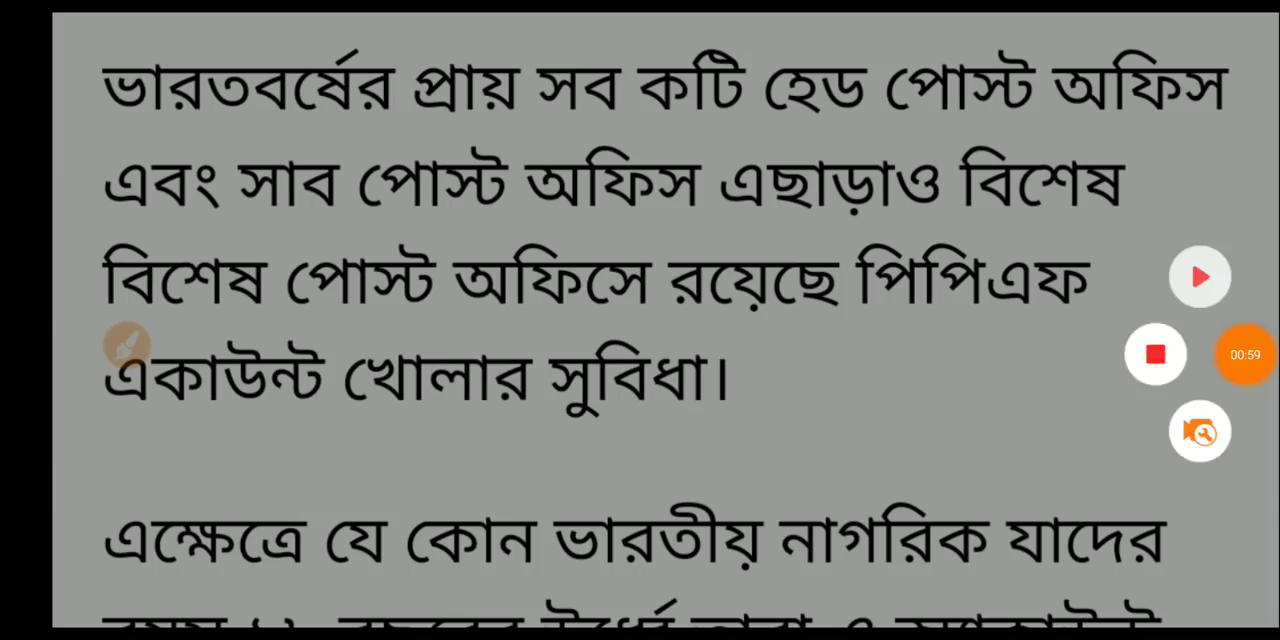 ভারতবর্ষের প্রায় সব কটি হেড পোস্ট অফিস
এবং সাব পোস্ট অফিস এছাড়াও বিশেষ
বিশেষ পোস্ট অফিসে রয়েছে পিপিএফ
একাউন্ট খোলার সুবিধা।
00:59
এক্ষেত্রে যে কোন ভারতীয় নাগরিক যাদের